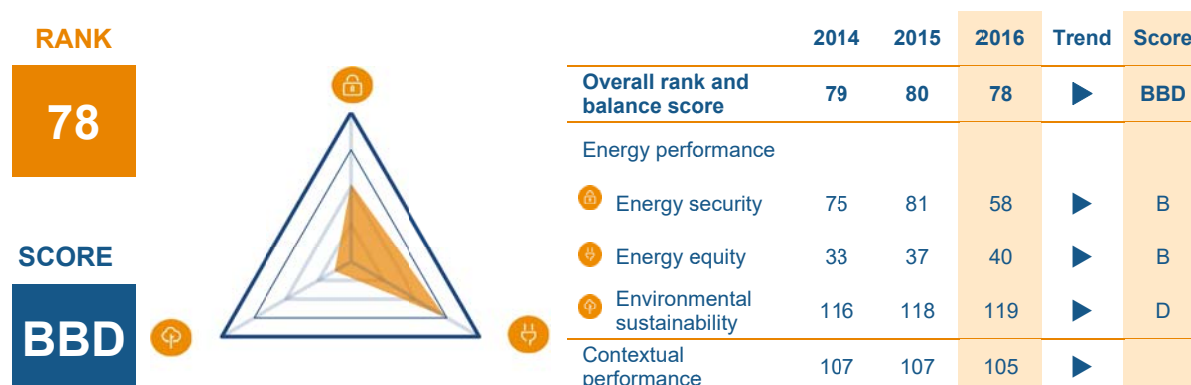 RANK
78
SCORE
BBD
2014 2015 2016 Trend Score
Overall rank and
balance score 79 80 78 BBD
Energy performance
Energy security 75 81 58 B
Energy equity 33 37 40 B
Environmental
sustainability 116 118 119 D
Contextual
performance 107 107 105